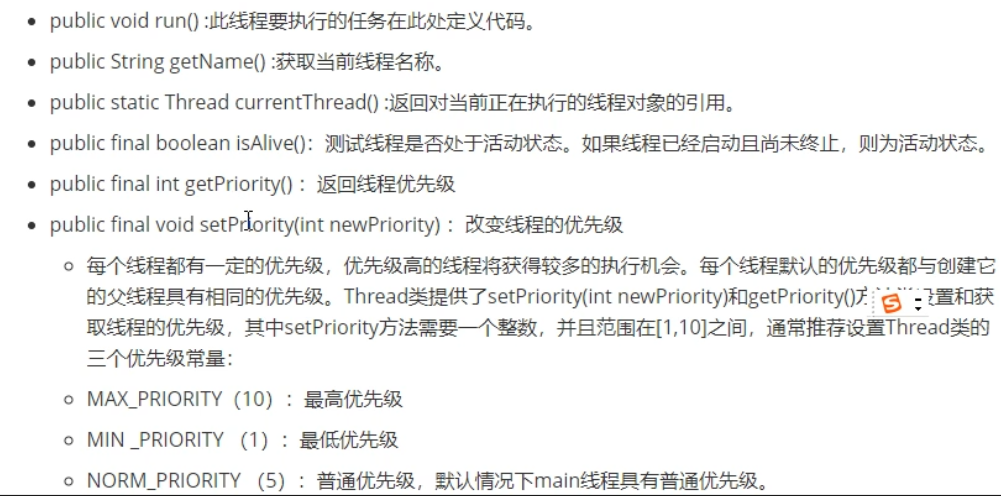 public void run() :此线程要执行的任务在此处定义代码。
public String getName() :获取当前线程名称。
public static Thread currentThread() :返回对当前正在执行的线程对象的引用。
public final boolean isAlive()：测试线程是否处于活动状态。如果线程已经启动且尚未终止，则为活动状态。
public final int getPriority() ：返回线程优先级
public final void setPriority(int newPriority) ：改变线程的优先级
每个线程都有一定的优先级，优先级高的线程将获得较多的执行机会。每个线程默认的优先级都与创建它
的父线程具有相同的优先级。Thread类提供了setPriority(int newPriority)和getPriority()方 设置和获
取线程的优先级，其中setPriority方法需要一个整数，并且范围在[1,10]之间，通常推荐设置Thread类的
三个优先级常量：
MAX_PRIORITY（10）：最高优先级
MIN _PRIORITY （1）：最低优先级
NORM_PRIORITY （5）：普通优先级，默认情况下main线程具有普通优先级。